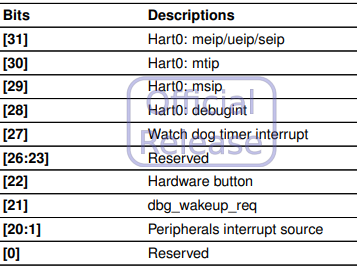 Bits Descriptions
[31] Hart0: meip/ueip/seip
[30] Hart0: mtip
[29] Hart0: msip
[28] Hart0: debugint
[27] Watch dog timer interrupt
[26:23] Reserved
[22] Hardware button
[21] dbg_wakeup_req
[20:1] Peripherals interrupt source
[0] Reserved
Official
Release